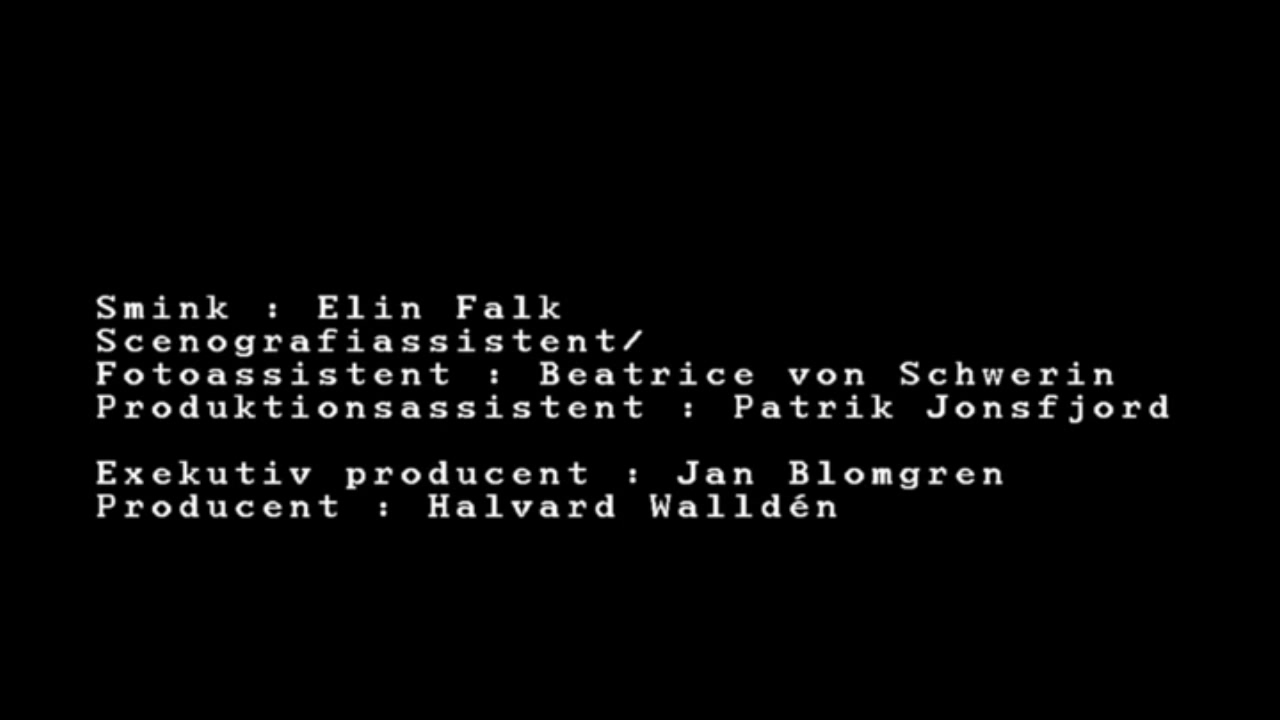 Smink : Elin Falk
Scenografiassistent/
Fotoassistent : Beatrice von Schwerin
Produktionsassistent : Patrik Jonsfjord
Exekutiv producent : Jan Blomgren
Producent : Halvard Walldén